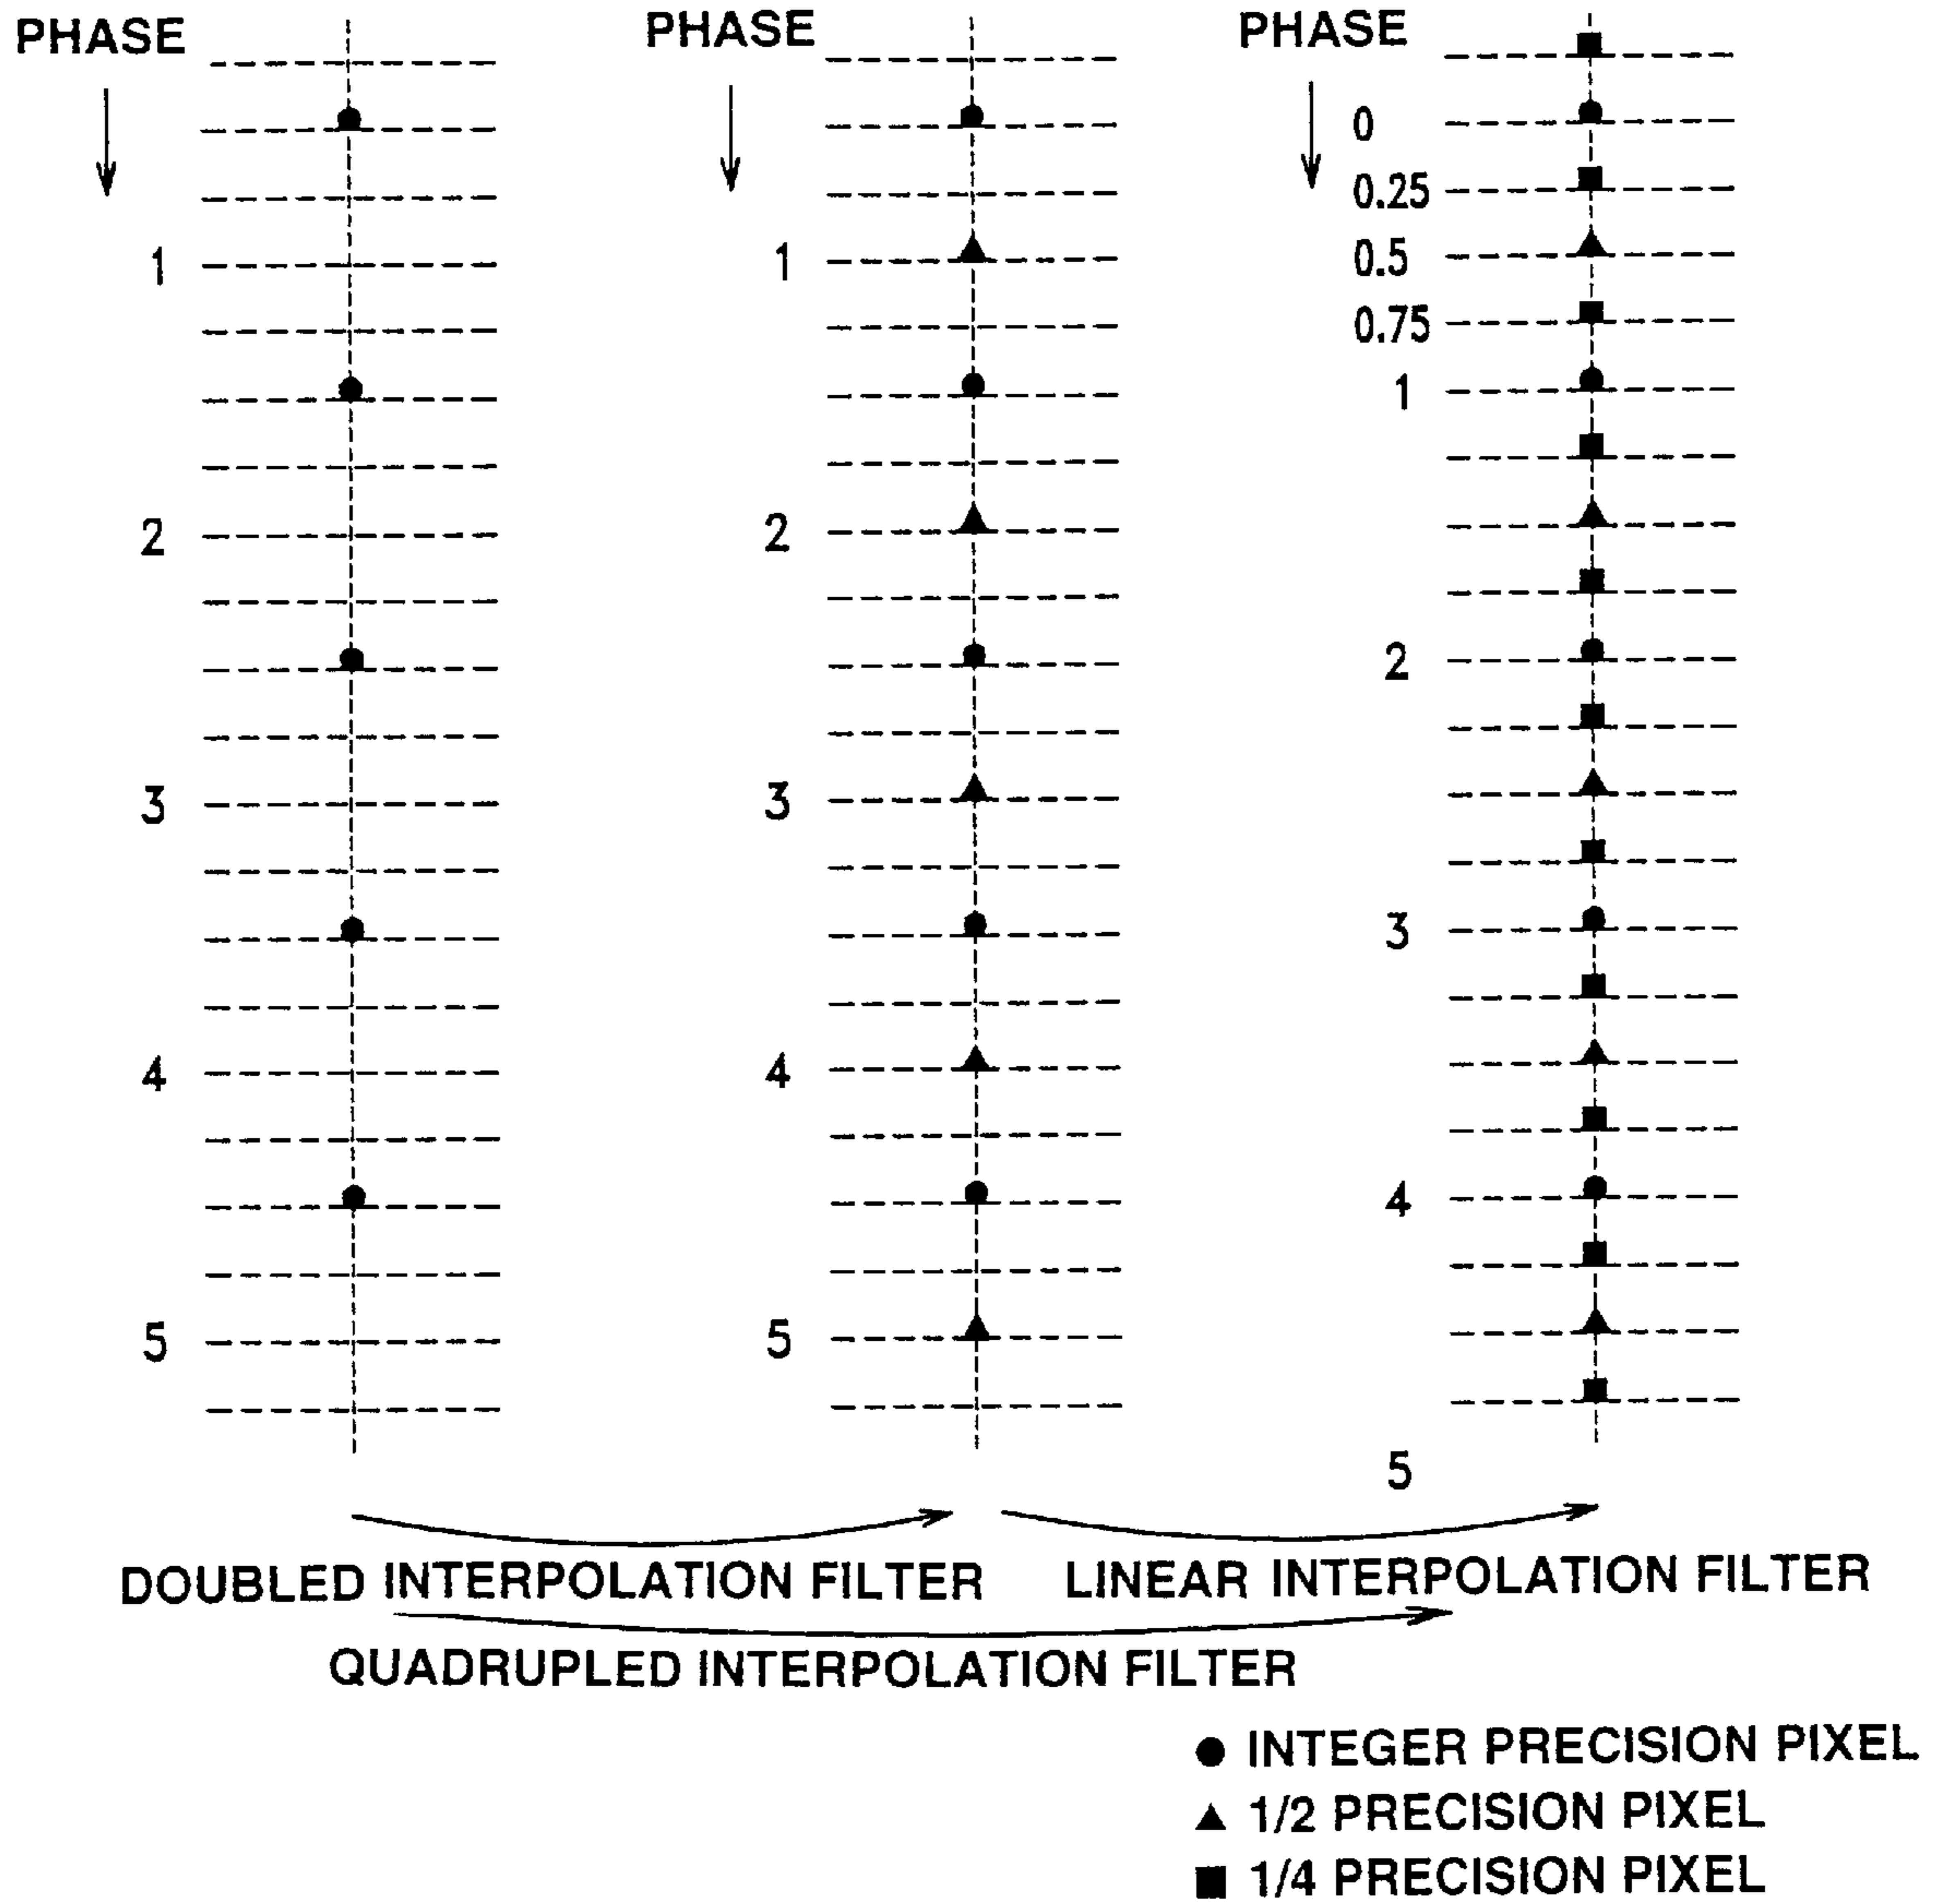 PHASE PHASE PHASE
0
0.25
1 1 0.5
0.75
1
2 2
2
3 3
3
4 4
4
5 5
5
DOUBLED INTERPOLATION FILTER LINEAR INTERPOLATION FILTER
QUADRUPLED INTERPOLATION FILTER
INTEGER PRECISION PIXEL
1/2 PRECISION PIXEL
1/4 PRECISION PIXEL